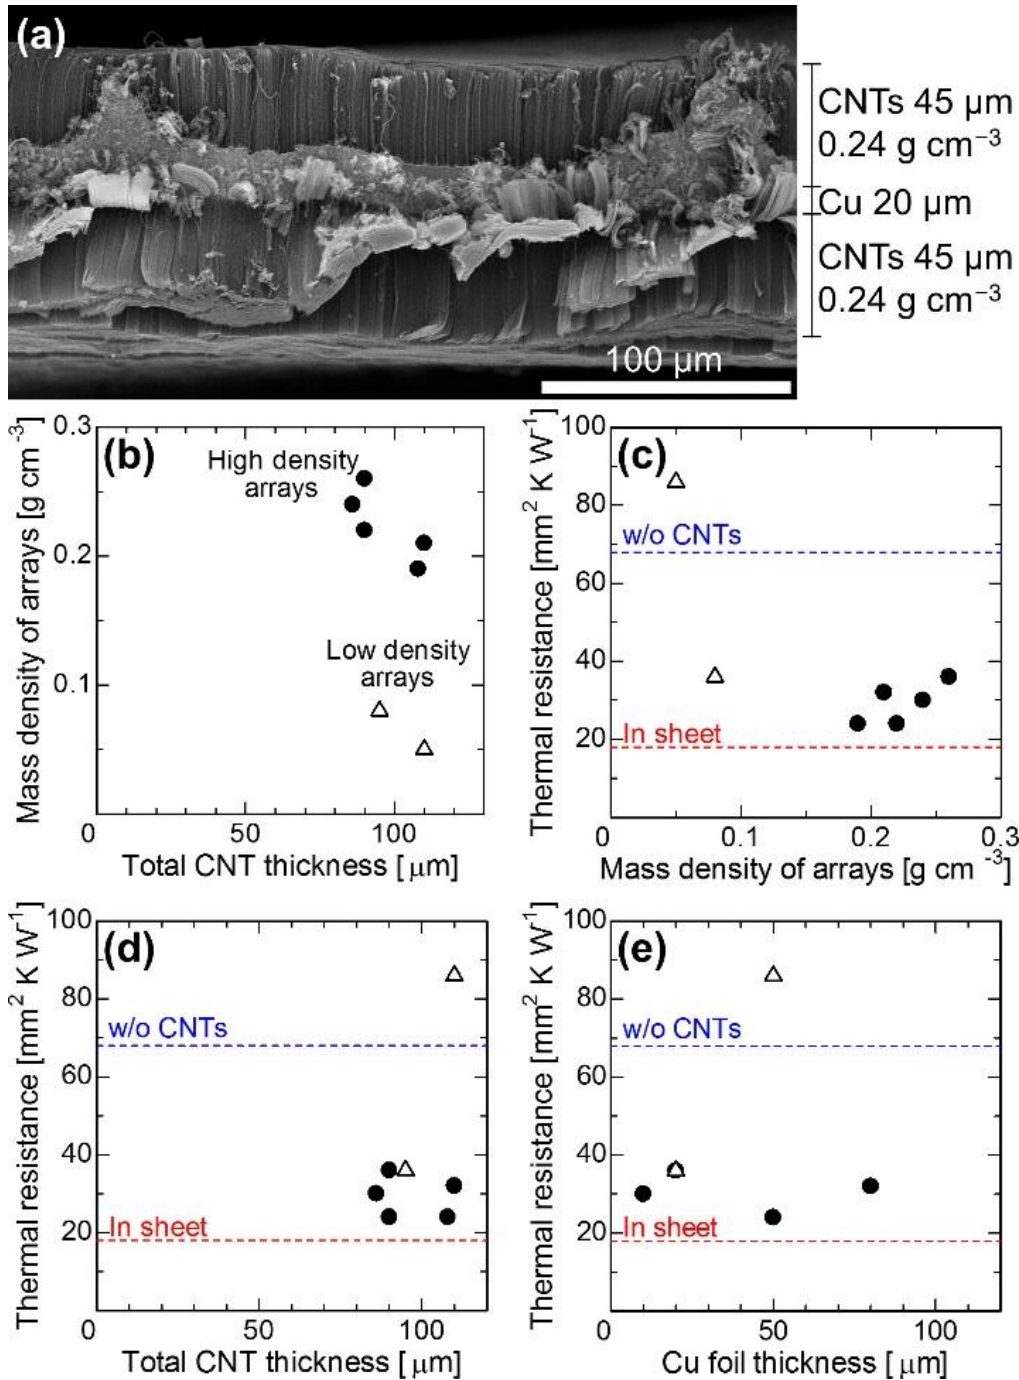 (a)
CNTs 45 µm
0.24 g cm⁻³
Cu 20 µm
CNTs 45 µm
0.24 g cm⁻³
100 µm
(b)
Mass density of arrays [g cm⁻³]
0.3
0.2
0.1
0
50
100
High density
arrays
Low density
arrays
Total CNT thickness [ µm]
(c)
Thermal resistance [mm² K W⁻¹]
100
80
60
40
20
0
0.1
0.2
0.3
w/o CNTs
In sheet
Mass density of arrays [g cm⁻³]
(d)
Thermal resistance [mm² K W⁻¹]
100
80
60
40
20
0
50
100
w/o CNTs
In sheet
Total CNT thickness [ µm]
(e)
Thermal resistance [mm² K W⁻¹]
100
80
60
40
20
0
50
100
w/o CNTs
In sheet
Cu foil thickness [ µm]